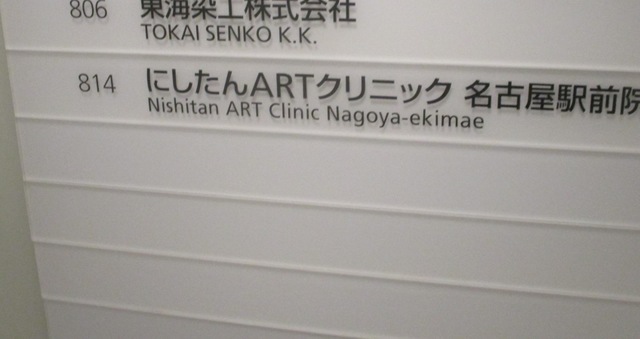 806 東海染工株式会社
TOKAI SENKO K.K.
814 にしたんARTクリニック 名古屋駅前院
Nishitan ART Clinic Nagoya-ekimae